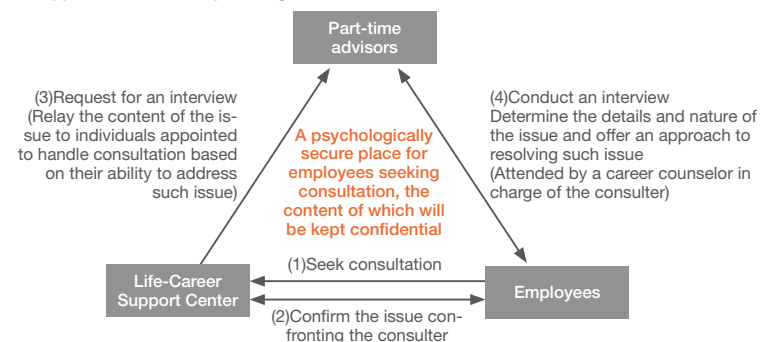 Part-time
advisors
(3)Request for an interview
(Relay the content of the is-
sue to individuals appointed
to handle consultation based
on their ability to address
such issue)
A psychologically
secure place for
employees seeking
consultation, the
content of which will
be kept confidential
(4)Conduct an interview
Determine the details and nature of
the issue and offer an approach to
resolving such issue
(Attended by a career counselor in
charge of the consulter)
(1)Seek consultation
Life-Career
Support Center
Employees
(2)Confirm the issue con-
fronting the consulter